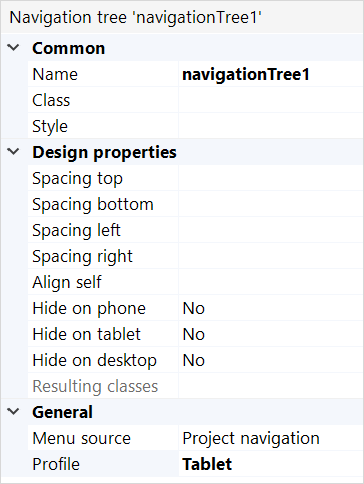 Navigation tree 'navigationTree1'
Common
Name navigationTree1
Class
Style
Design properties
Spacing top
Spacing bottom
Spacing left
Spacing right
Align self
Hide on phone No
Hide on tablet No
Hide on desktop No
Resulting classes
General
Menu source Project navigation
Profile Tablet